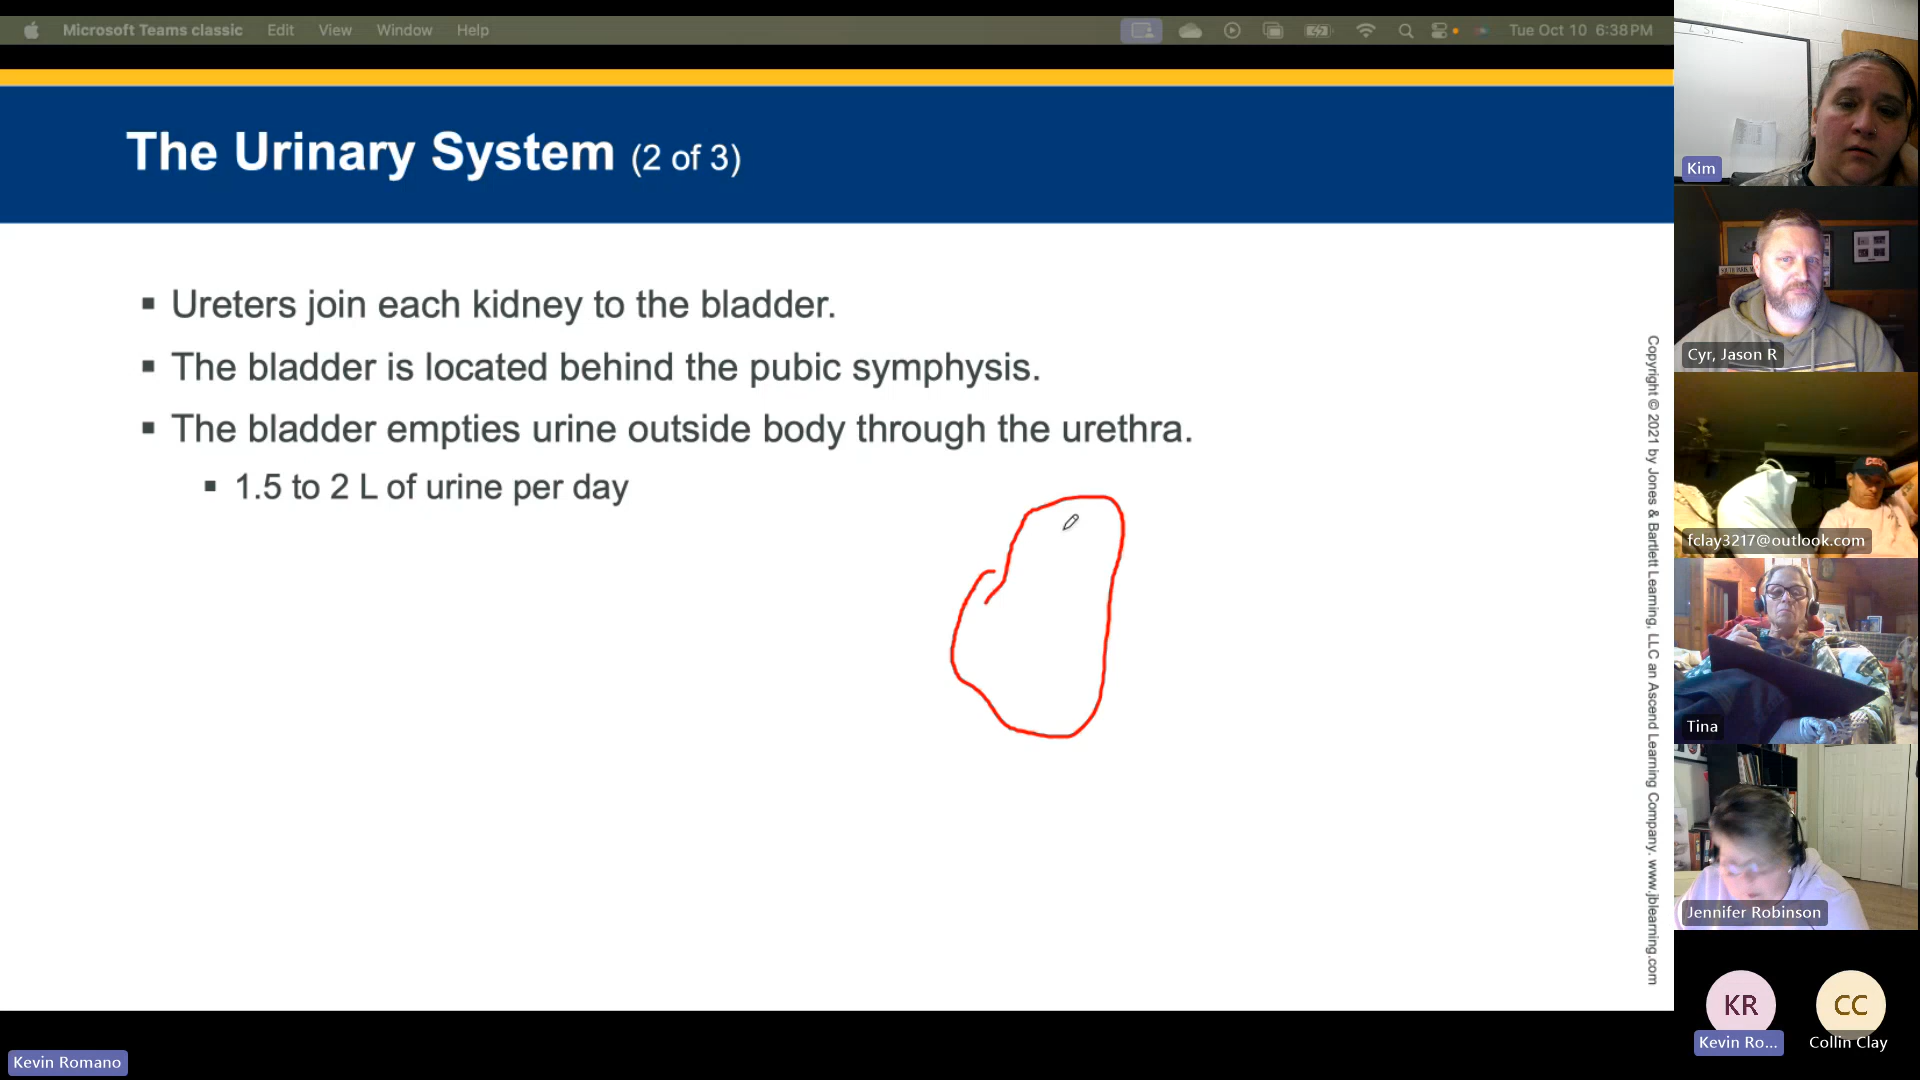 Microsoft Teams classic Edit View Window Help Tue Oct 10 6:38 PM
The Urinary System (2 of 3)
Ureters join each kidney to the bladder.
The bladder is located behind the pubic symphysis.
The bladder empties urine outside body through the urethra.
1.5 to 2 L of urine per day
Copyright © 2021 by Jones & Bartlett Learning, LLC an Ascend Learning Company. www.jblearning.com
Kim
Cyr, Jason R
fclay3217@outlook.com
Tina
Jennifer Robinson
KR
CC
Kevin Ro...
Collin Clay
Kevin Romano